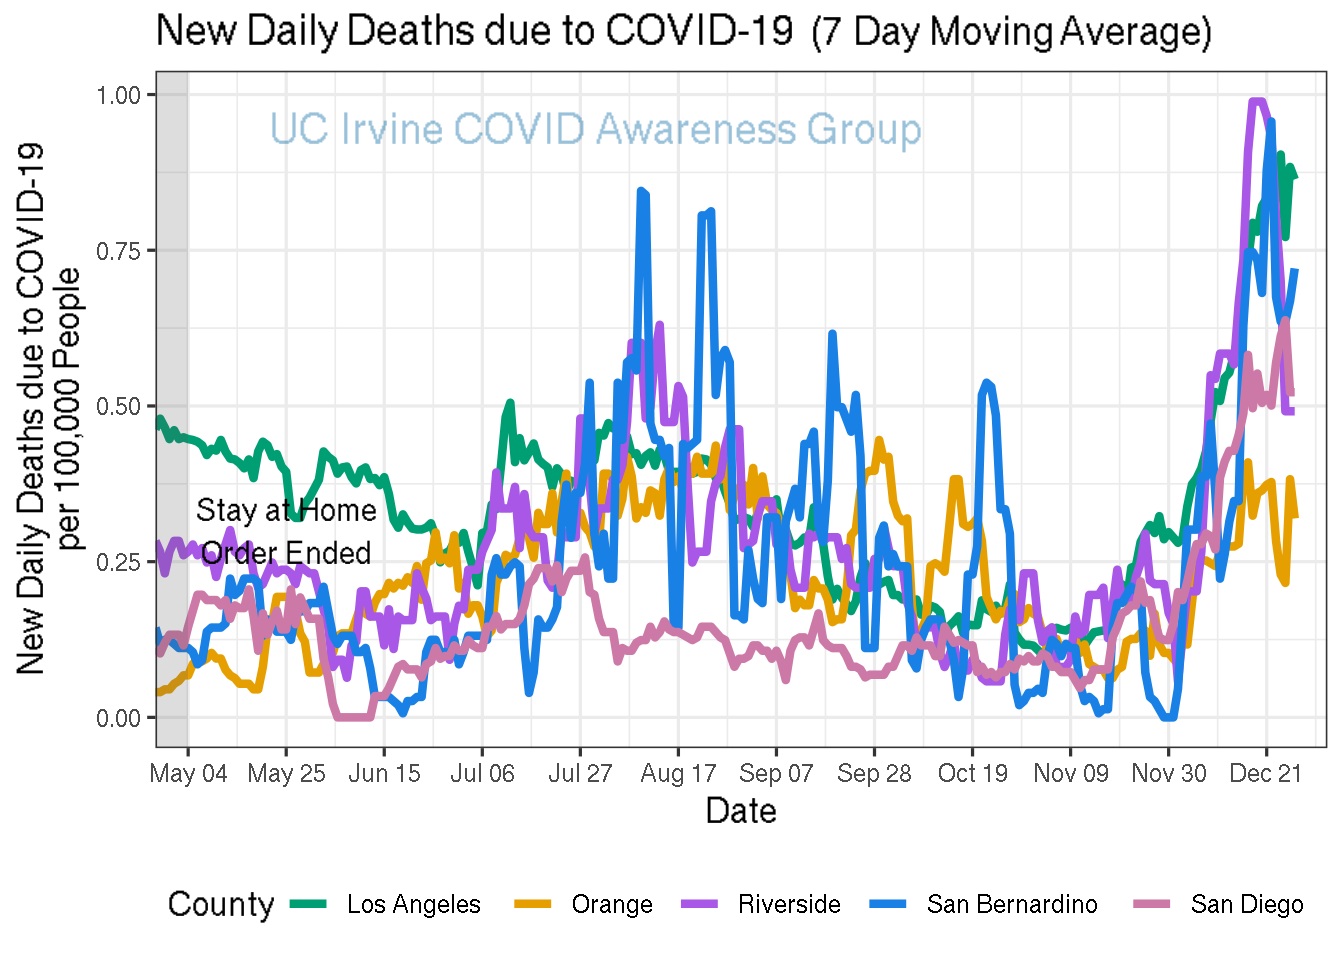 New Daily Deaths due to COVID-19 (7 Day Moving Average)
UC Irvine COVID Awareness Group
New Daily Deaths due to COVID-19
per 100,000 People
1.00
0.75
0.50
0.25
0.00
Stay at Home
Order Ended
May 04 May 25 Jun 15 Jul 06 Jul 27 Aug 17 Sep 07 Sep 28 Oct 19 Nov 09 Nov 30 Dec 21
Date
County Los Angeles Orange Riverside San Bernardino San Diego